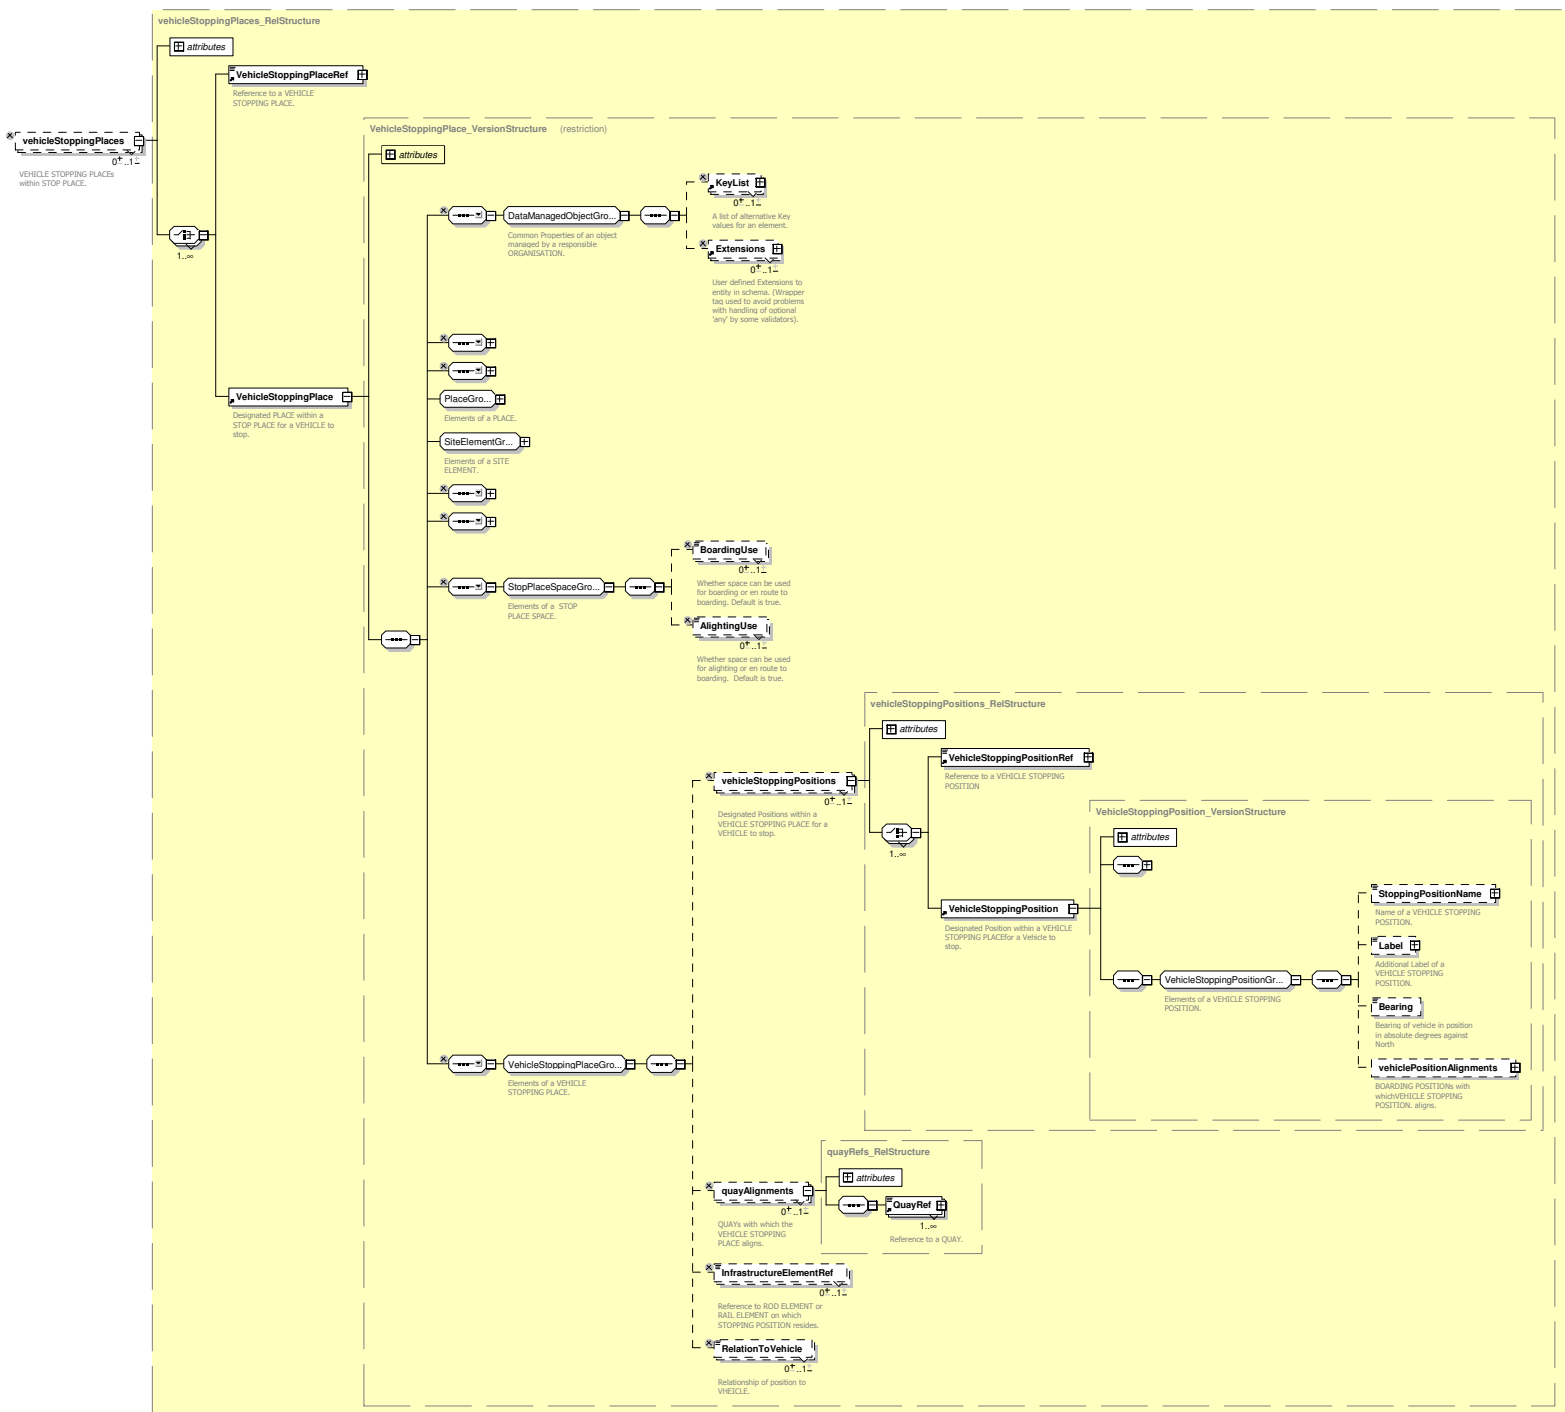 vehicleStoppingPlaces_RelStructure
attributes
VehicleStoppingPlaceRef
Reference to a VEHICLE
STOPPING PLACE.
vehicleStoppingPlaces
0..1
VEHICLE STOPPING PLACEs
within STOP PLACE.
1..∞
VehicleStoppingPlace_VersionStructure (restriction)
attributes
KeyList
0..1
A list of alternative Key
values for an element.
DataManagedObjectGro...
Common Properties of an object
managed by a responsible
ORGANISATION.
Extensions
0..1
User defined Extensions to
entity in schema. (Wrapper
tag used to avoid problems
with handling of optional
'any' by some validators).
VehicleStoppingPlace
Designated PLACE within a
STOP PLACE for a VEHICLE to
stop.
PlaceGro...
Elements of a PLACE.
SiteElementGr...
Elements of a SITE
ELEMENT.
BoardingUse
0..1
Whether space can be used
for boarding or en route to
boarding. Default is true.
StopPlaceSpaceGro...
Elements of a  STOP
PLACE SPACE.
AlightingUse
0..1
Whether space can be used
for alighting or en route to
boarding.  Default is true.
vehicleStoppingPositions_RelStructure
attributes
VehicleStoppingPositionRef
Reference to a VEHICLE STOPPING
POSITION
vehicleStoppingPositions
0..1
Designated Positions within a
VEHICLE STOPPING PLACE for a
VEHICLE to stop.
1..∞
VehicleStoppingPosition_VersionStructure
attributes
StoppingPositionName
Name of a VEHICLE STOPPING
POSITION.
VehicleStoppingPosition
Designated Position within a VEHICLE
STOPPING PLACEfor a Vehicle to
stop.
Label
Additional Label of a
VEHICLE STOPPING
POSITION.
VehicleStoppingPositionGr...
Elements of a VEHICLE STOPPING
POSITION.
Bearing
Bearing of vehicle in position
in absolute degrees against
North
vehiclePositionAlignments
BOARDING POSITIONs with
whichVEHICLE STOPPING
POSITION. aligns.
VehicleStoppingPlaceGro...
Elements of a VEHICLE
STOPPING PLACE.
quayRefs_RelStructure
attributes
quayAlignments
0..1
QUAYs with which the
VEHICLE STOPPING
PLACE aligns.
QuayRef
1..∞
Reference to a QUAY.
InfrastructureElementRef
0..1
Reference to ROD ELEMENT or
RAIL ELEMENT on which
STOPPING POSITION resides.
RelationToVehicle
0..1
Relationship of position to
VHEICLE.